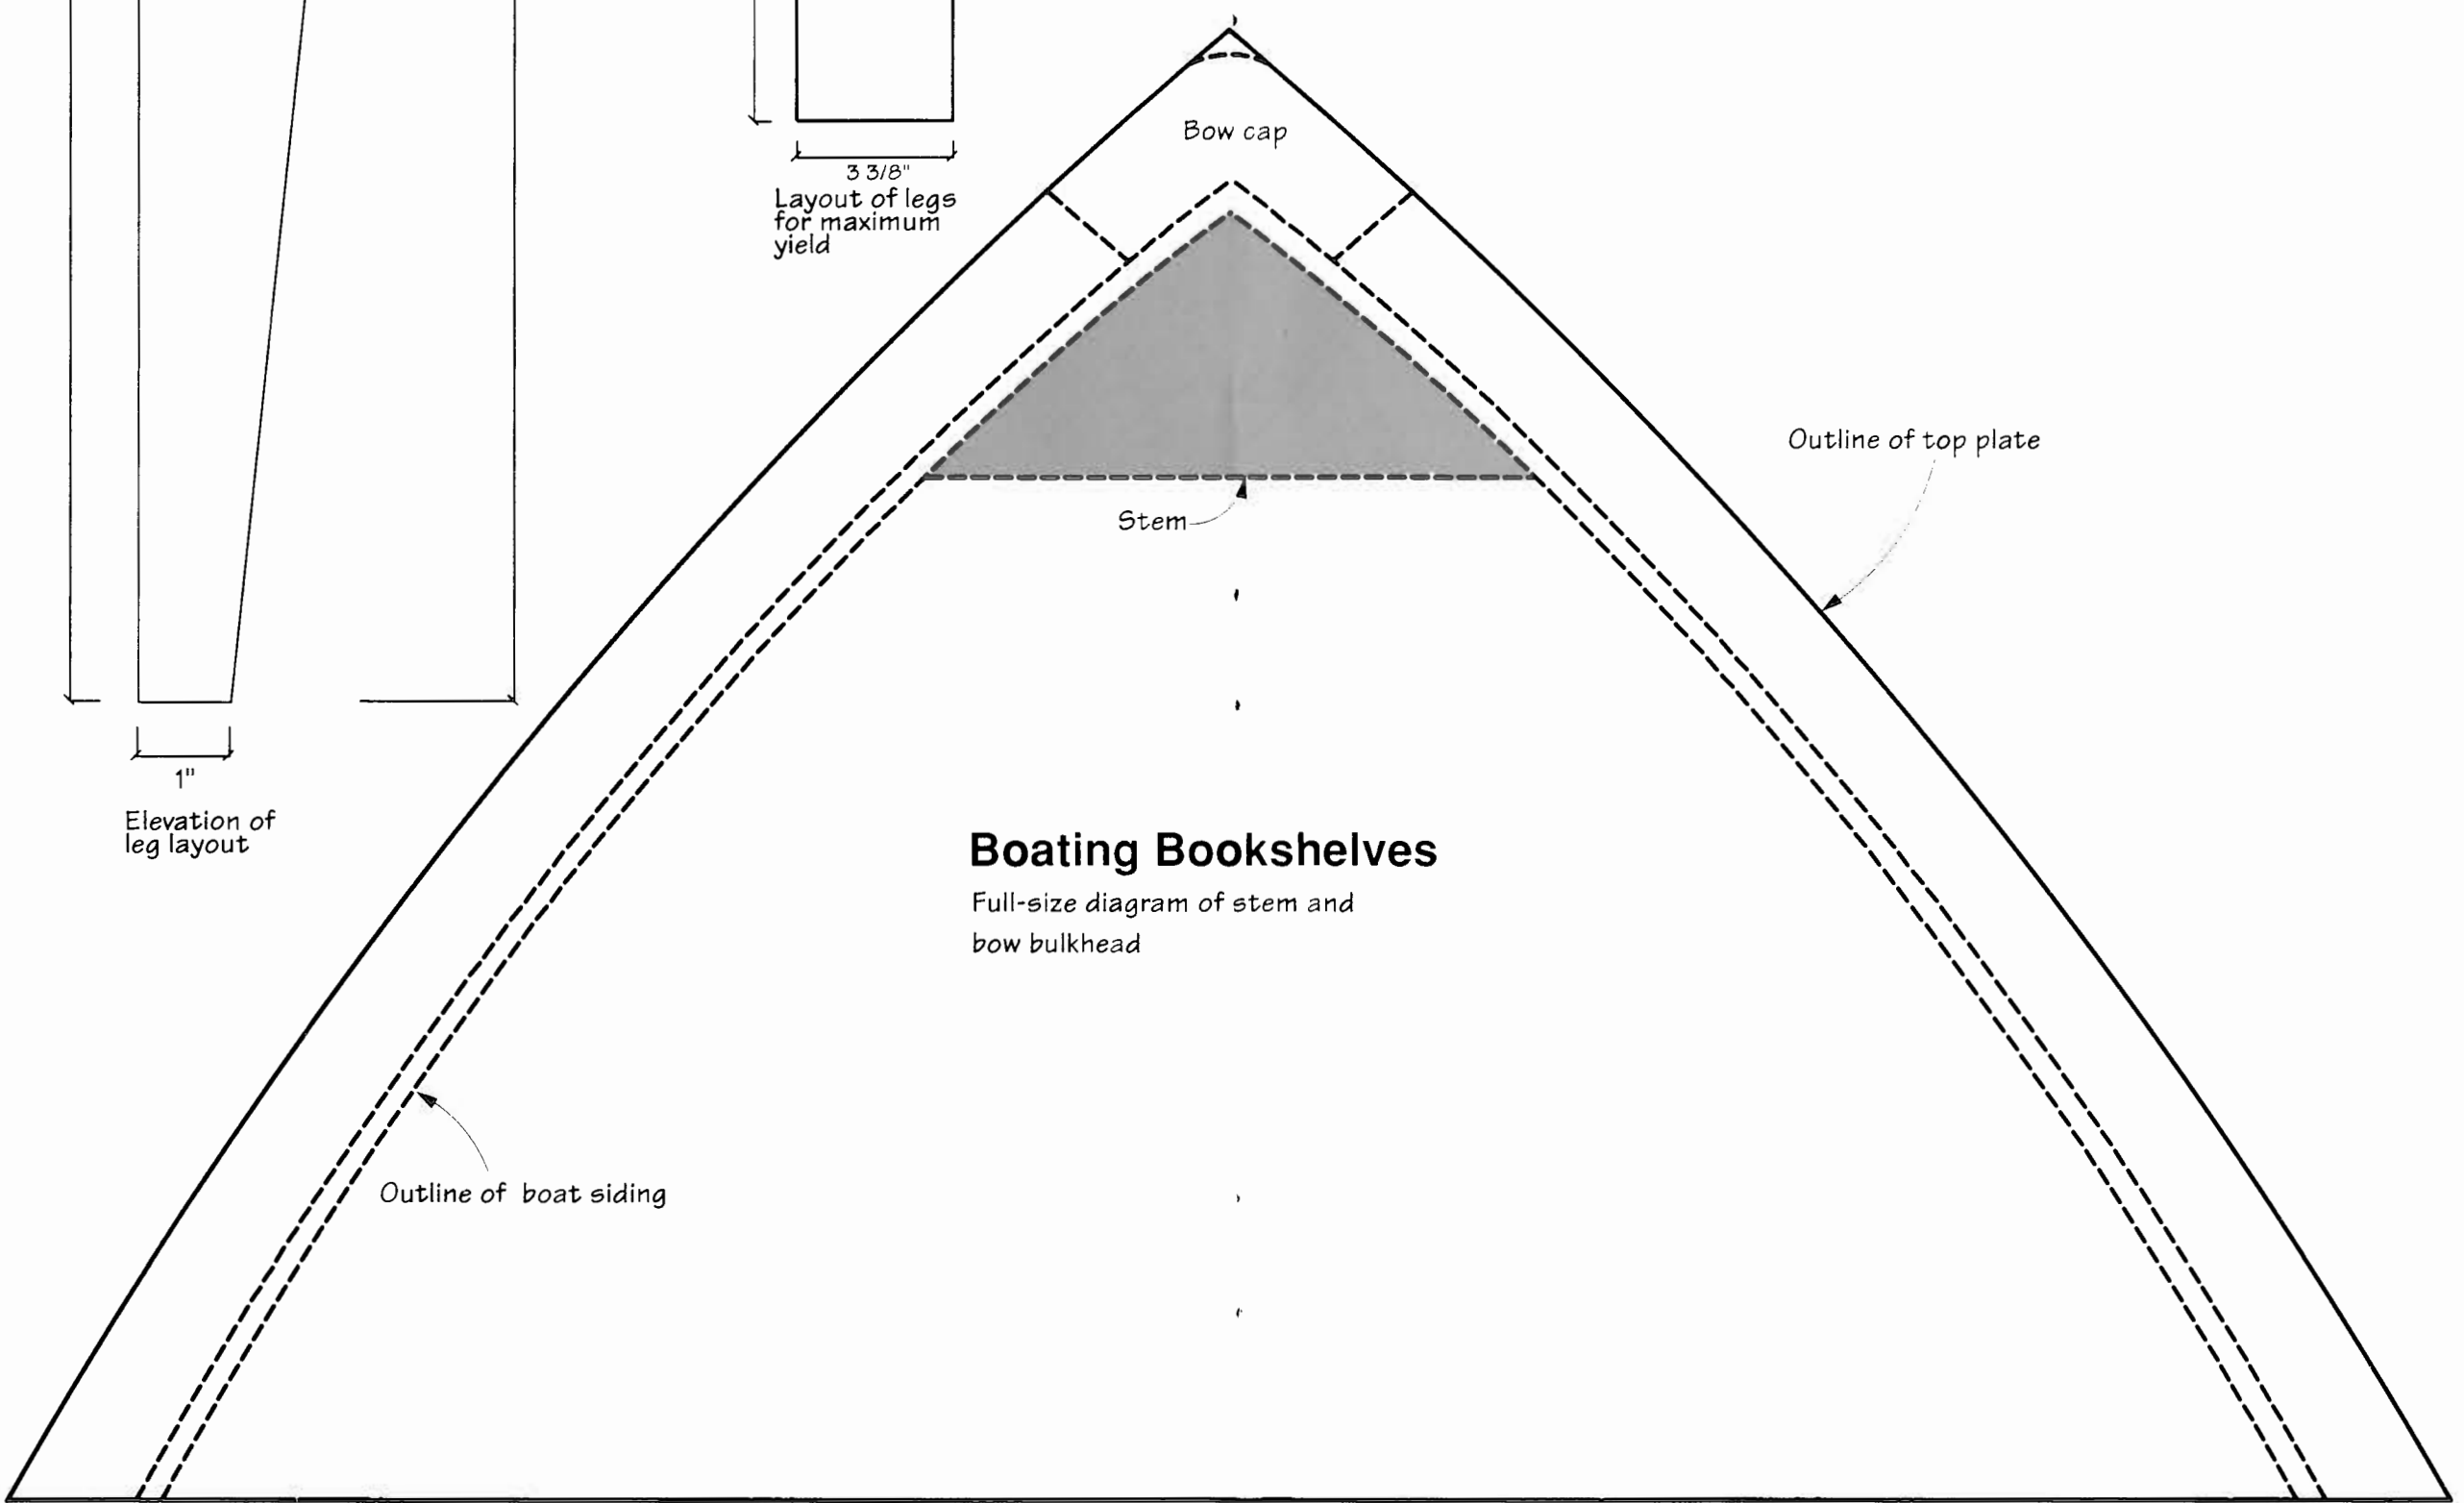 Bow cap
3 3/8"
Layout of legs
for maximum
yield
Outline of top plate
Stem
1"
Elevation of
leg layout
Boating Bookshelves
Full-size diagram of stem and
bow bulkhead
Outline of boat siding